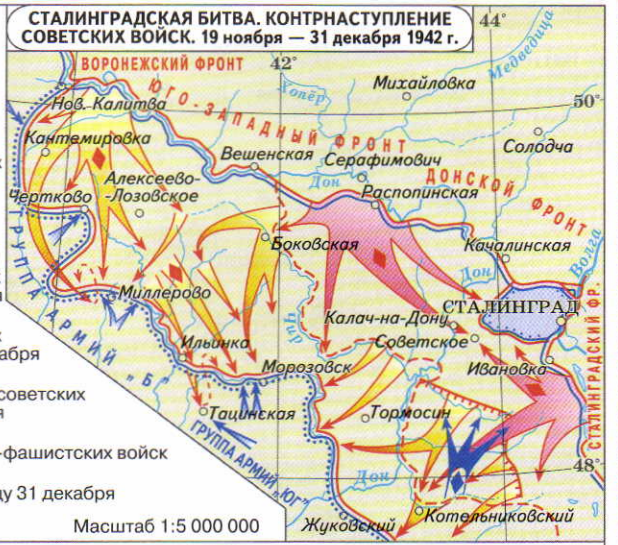 СТАЛИНГРАДСКАЯ БИТВА. КОНТРНАСТУПЛЕНИЕ
СОВЕТСКИХ ВОЙСК. 19 ноября — 31 декабря 1942 г.
44°
42°
ВОРОНЕЖСКИЙ ФРОНТ
Медведица
Михайловка
Хопёр
50°
Нов. Калитва
ЮГО-ЗАПАДНЫЙ ФРОНТ
Кантемировка
Солодча
Вешенская
Серафимович
Дон
ДОНСКОЙ ФРОНТ
Алексеево-
-Лозовское
Распопинская
Чертково
Боковская
Качалинская
Волга
Дон
ГРУППА АРМИЙ „Б"
Миллерово
Чир
СТАЛИНГРАД
Калач-на-Дону
Советское
СТАЛИНГРАДСКИЙ ФР.
Ильинка
Морозовск
Ивановка
абря
советских
Тацинская
Тормосин
ГРУППА АРМИЙ „ЮГ"
-фашистских войск
Дон
48°
ду 31 декабря
Масштаб 1:5 000 000
Жуковский
Котельниковский